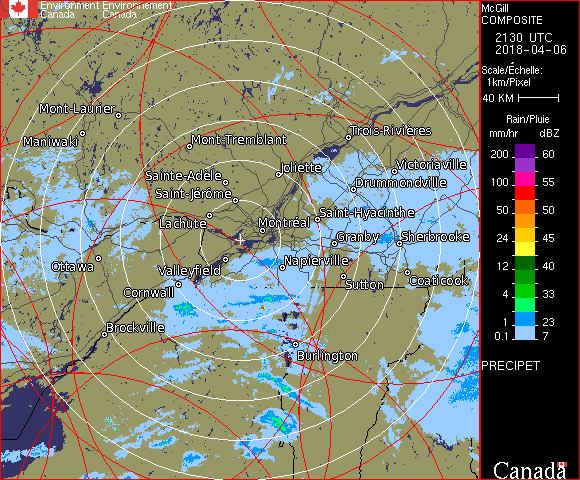 Environment Environnement
Canada Canada
McGill
COMPOSITE
2130 UTC
2018-04-06
Scale/Échelle:
1km/Pixel
40 KM
Rain/Pluie
mm/hr dBZ
200 60
100 55
50 50
24 45
12 40
4 33
1 23
0.1 7
PRECIPET
Canada
Mont-Laurier
Maniwaki
Mont-Tremblant
Trois-Rivières
Sainte-Adèle
Joliette
Victoriaville
Drummondville
Saint-Jérôme
Lachute
Saint-Hyacinthe
Montréal
Granby
Sherbrooke
Ottawa
Valleyfield
Napierville
Cornwall
Sutton
Coaticook
Brockville
Burlington